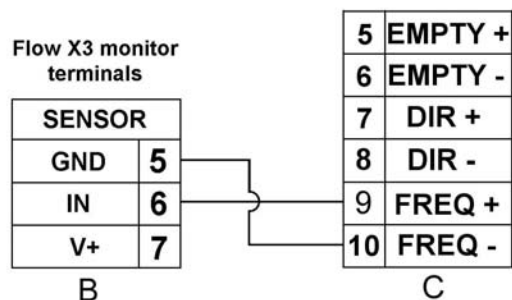 Flow X3 monitor
terminals
SENSOR
GND 5
IN 6
V+ 7
B
5 EMPTY +
6 EMPTY -
7 DIR +
8 DIR -
9 FREQ +
10 FREQ -
C